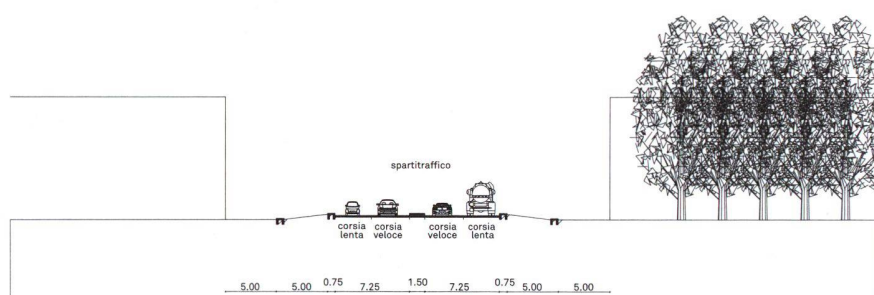 spartitraffico
corsia lenta corsia veloce corsia veloce corsia lenta
5.00 5.00 0.75 7.25 1.50 7.25 0.75 5.00 5.00